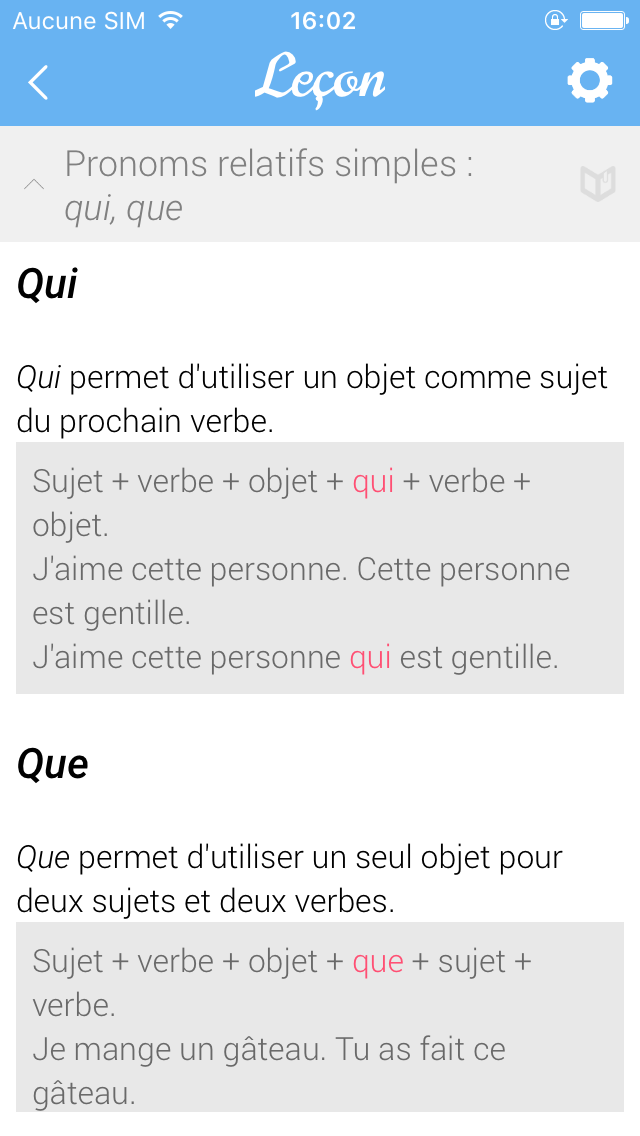 Aucune SIM 16:02
Leçon
Pronoms relatifs simples :
qui, que
Qui
Qui permet d'utiliser un objet comme sujet
du prochain verbe.
Sujet + verbe + objet + qui + verbe +
objet.
J'aime cette personne. Cette personne
est gentille.
J'aime cette personne qui est gentille.
Que
Que permet d'utiliser un seul objet pour
deux sujets et deux verbes.
Sujet + verbe + objet + que + sujet +
verbe.
Je mange un gâteau. Tu as fait ce
gâteau.